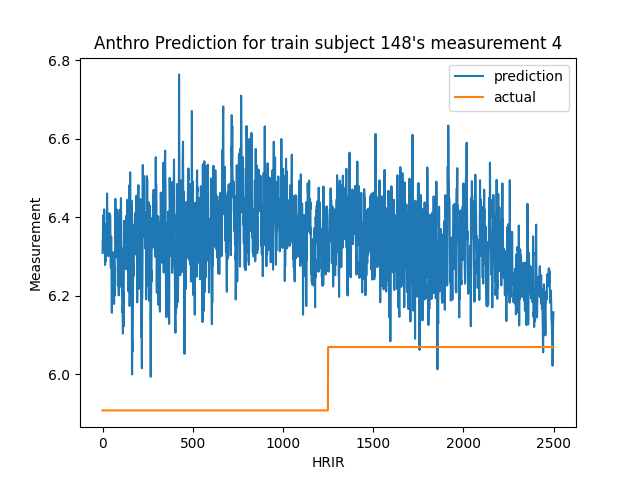 Anthro Prediction for train subject 148's measurement 4
6.8
6.6
6.4
6.2
6.0
Measurement
prediction
actual
0
500
1000
1500
2000
2500
HRIR